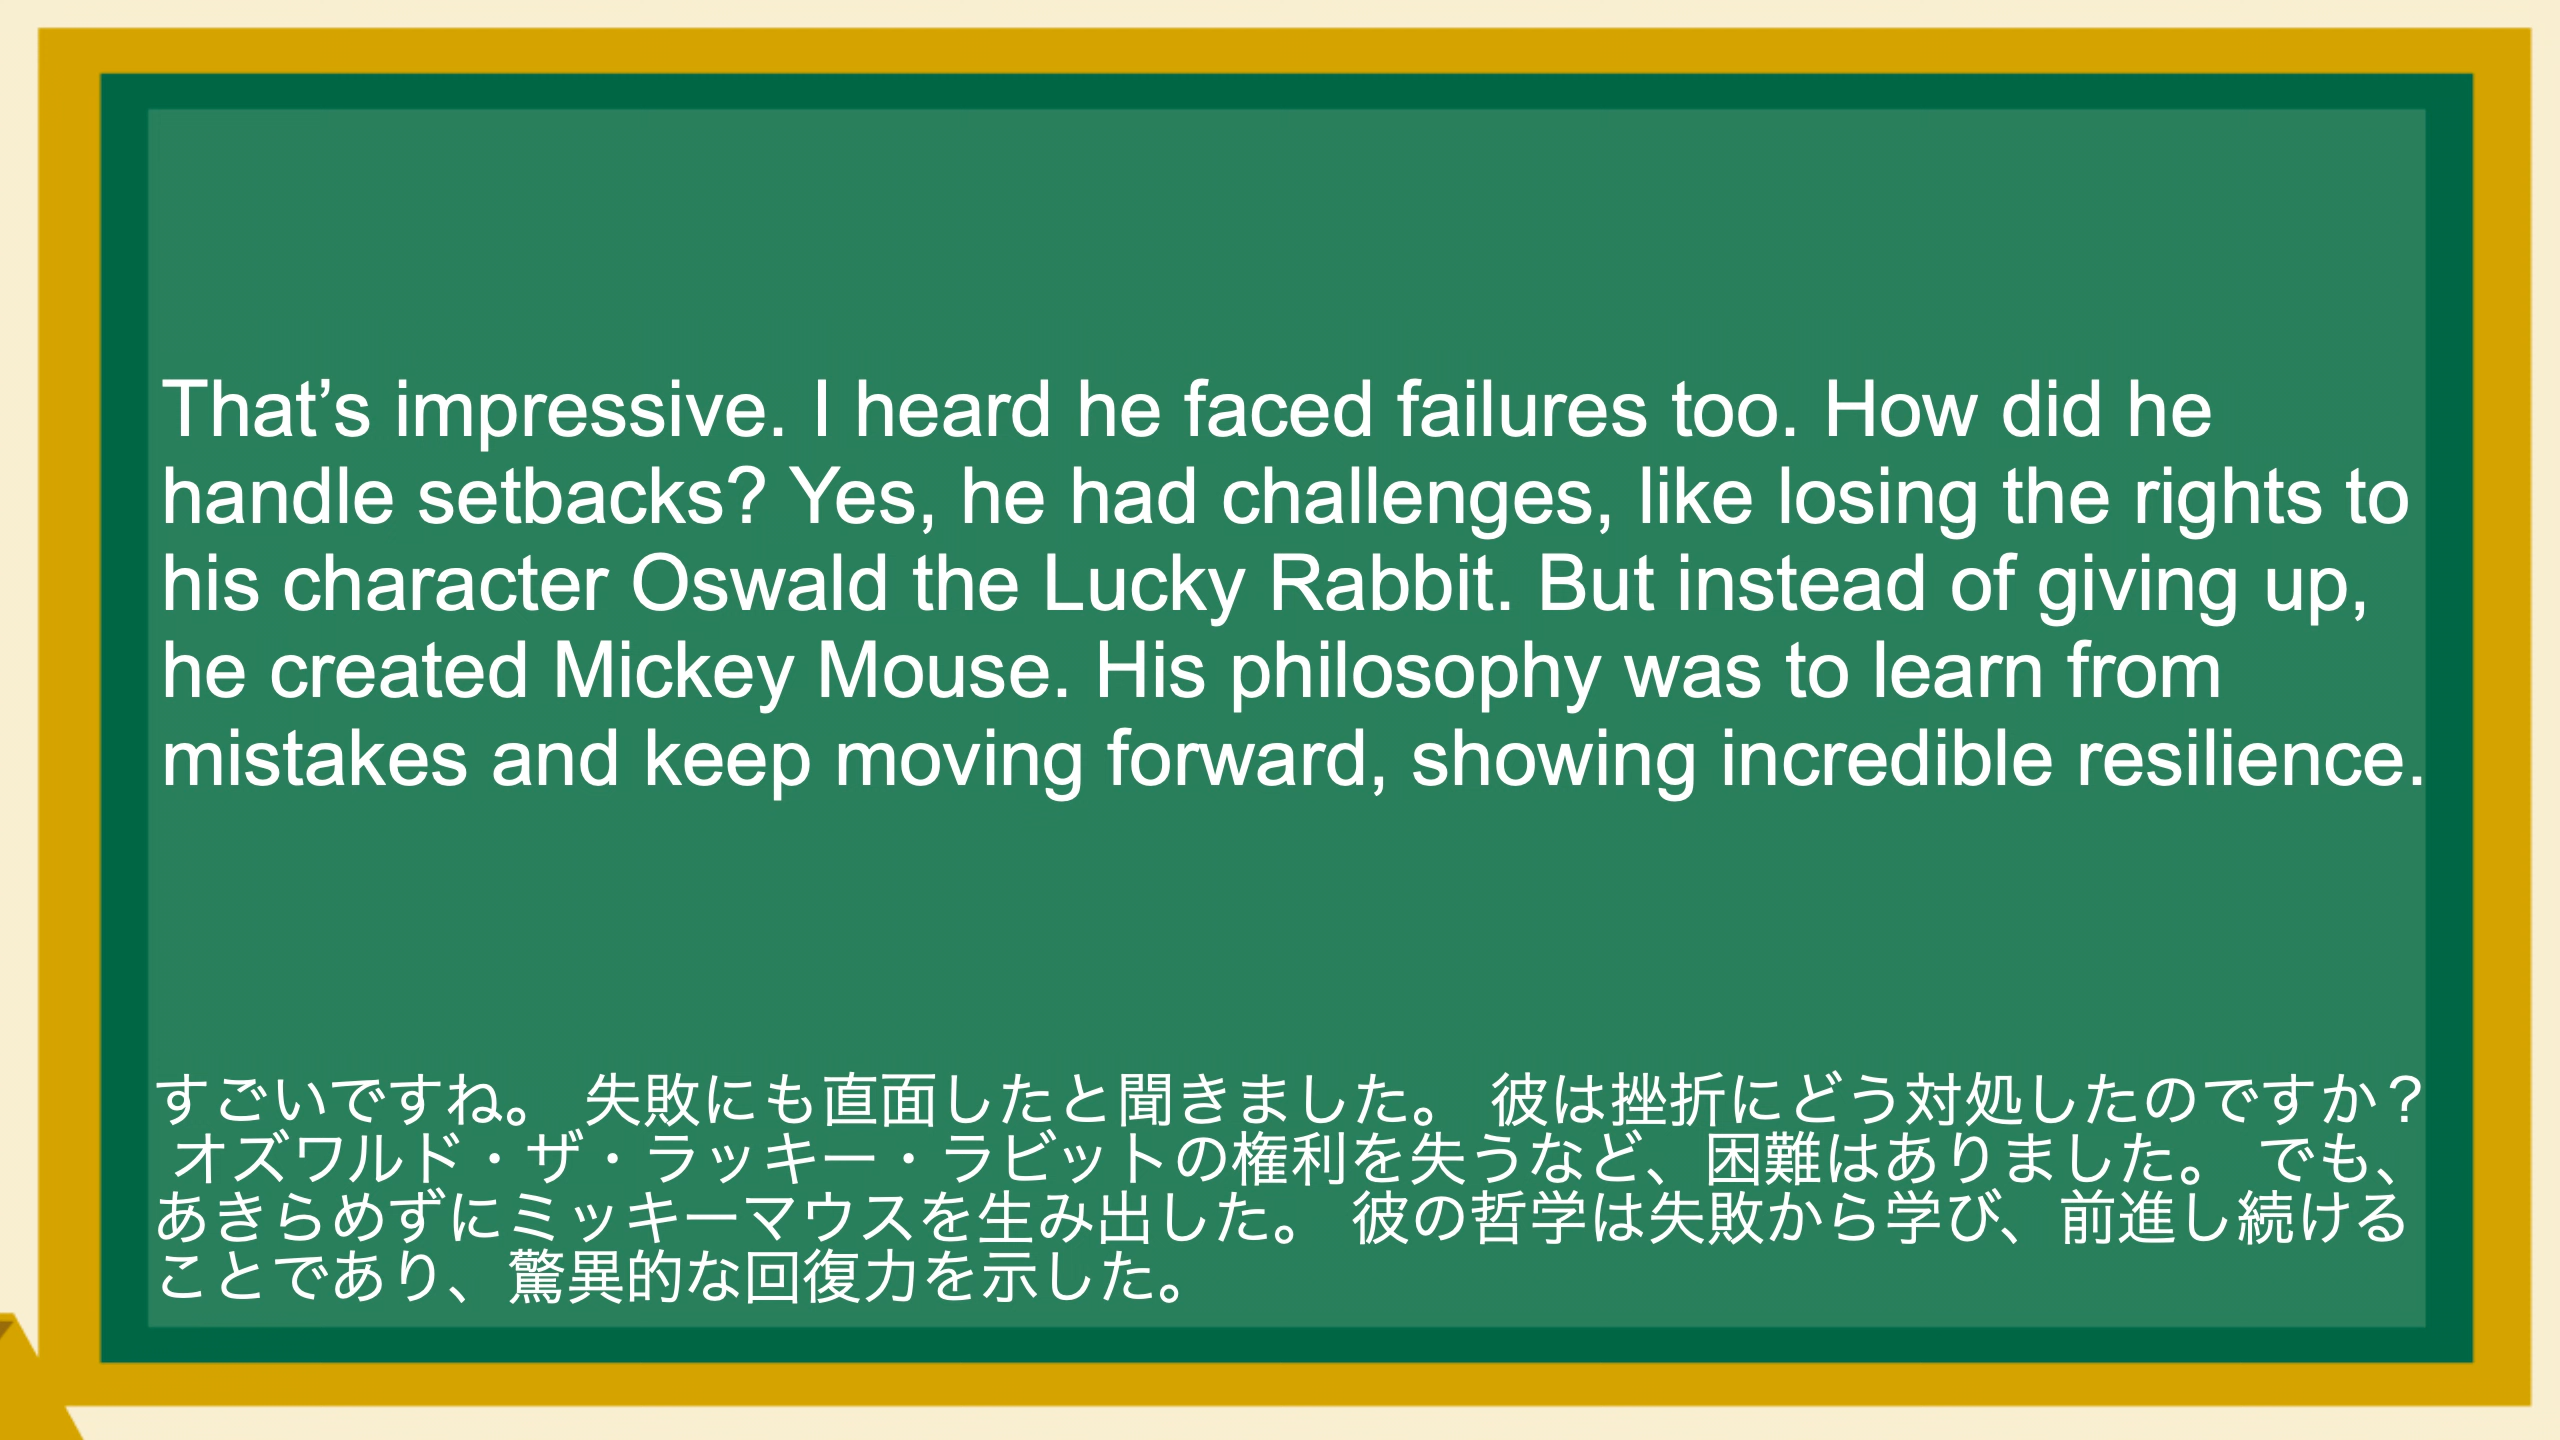 That’s impressive. I heard he faced failures too. How did he
handle setbacks? Yes, he had challenges, like losing the rights to
his character Oswald the Lucky Rabbit. But instead of giving up,
he created Mickey Mouse. His philosophy was to learn from
mistakes and keep moving forward, showing incredible resilience.
すごいですね。 失敗にも直面したと聞きました。 彼は挫折にどう対処したのですか？
オズワルド・ザ・ラッキー・ラビットの権利を失うなど、困難はありました。 でも、
あきらめずにミッキーマウスを生み出した。 彼の哲学は失敗から学び、前進し続ける
ことであり、驚異的な回復力を示した。